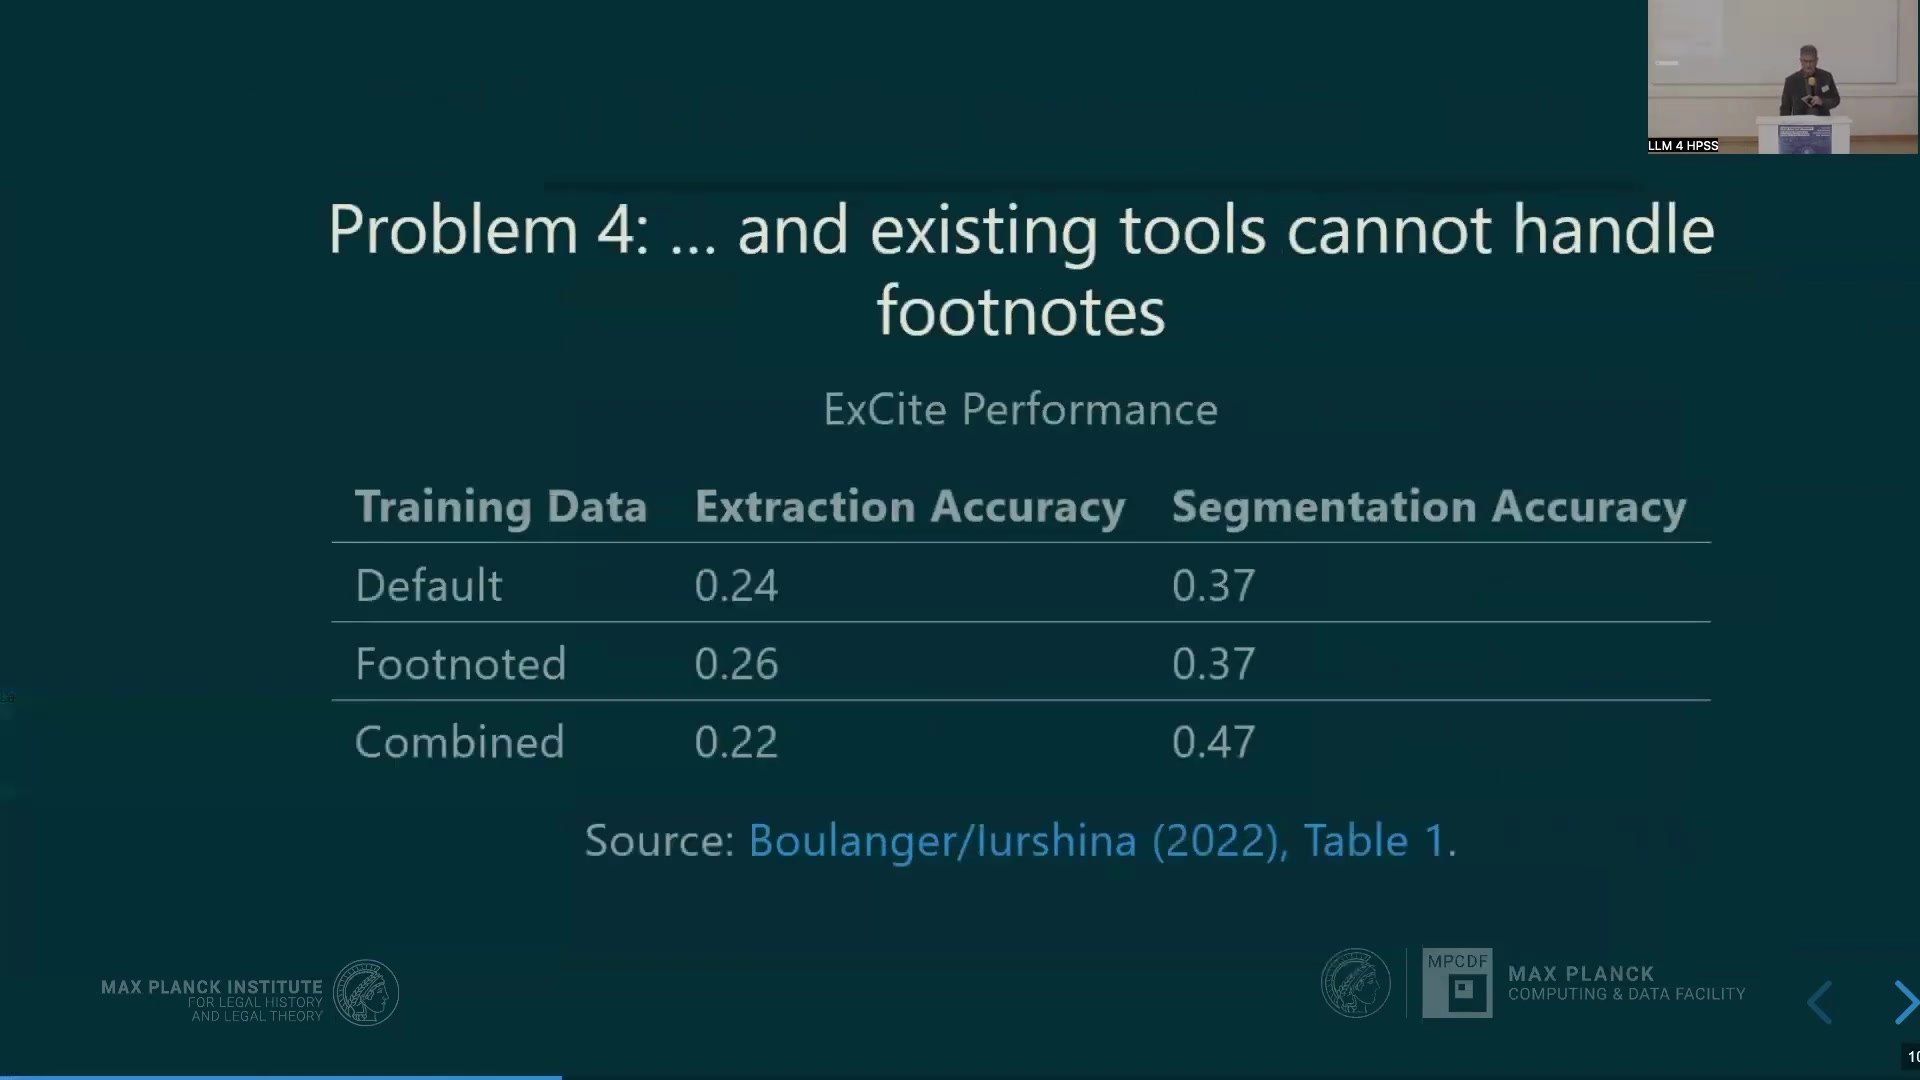 LLM 4 HPSS
Problem 4: ... and existing tools cannot handle
footnotes
ExCite Performance
Training Data Extraction Accuracy Segmentation Accuracy
Default 0.24 0.37
Footnoted 0.26 0.37
Combined 0.22 0.47
Source: Boulanger/Iurshina (2022), Table 1.
MAX PLANCK INSTITUTE
FOR LEGAL HISTORY
AND LEGAL THEORY
MPCDF
MAX PLANCK
COMPUTING & DATA FACILITY
10